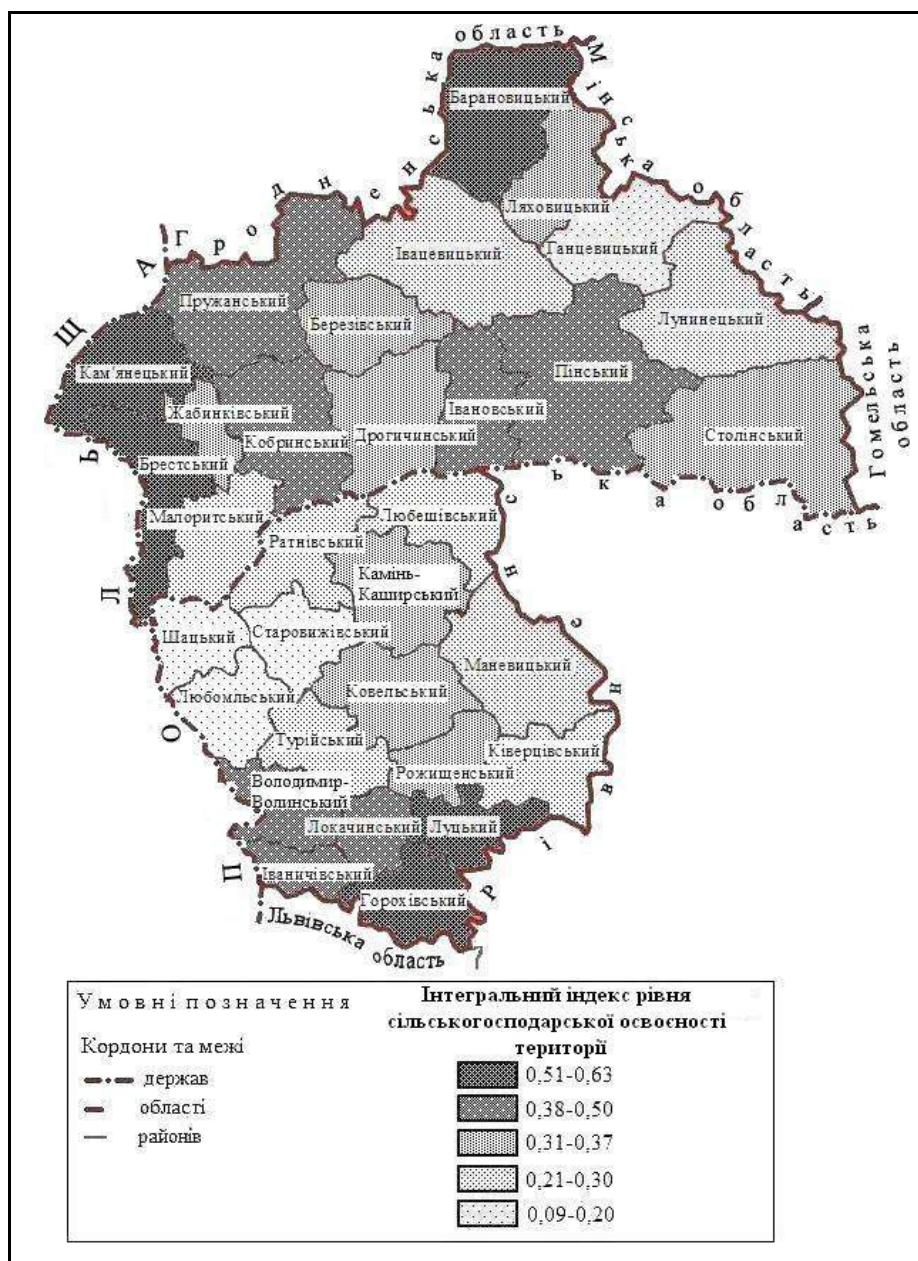 Гродненська область
Мінська область
Барановицький
Ляховицький
Ганцевицький
Івацевицький
Лунинецький
Гомельська
область
Пружанський
Березівський
Пінський
Кам'янецький
Жабинківський
Івановський
Кобринський
Дрогичинський
Столінський
Брестський
Малоритський
Любешівський
Ратнівський
Камінь-
Каширський
Шацький
Старовижівський
Маневицький
Любомльський
Ковельський
Турійський
Ківерцівський
Рожищенський
Володимир-
Волинський
Локачинський
Луцький
Іваничівський
Горохівський
ПОЛЬЩА
Рівненська область
Львівська
область
Умовні позначення
Кордони та межі
держав
області
районів
Інтегральний індекс рівня
сільськогосподарської освоєності
території
0,51-0,63
0,38-0,50
0,31-0,37
0,21-0,30
0,09-0,20